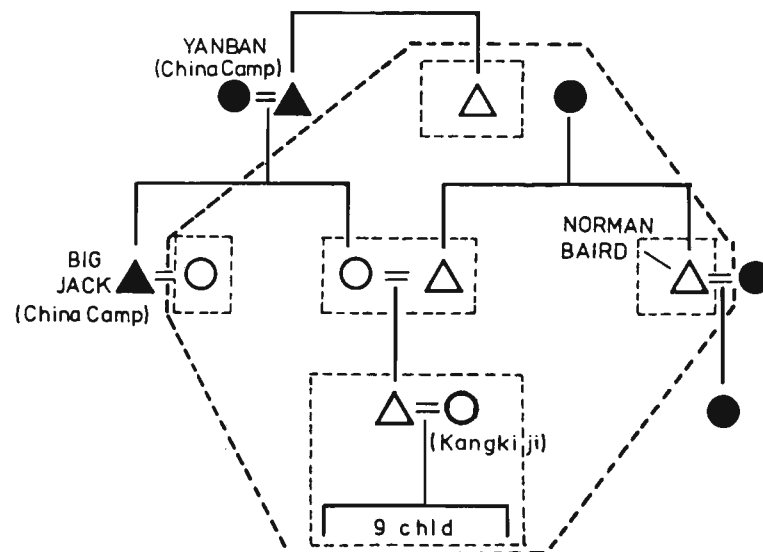 YANBAN
(China Camp)
NORMAN
BAIRD
BIG
JACK
(China Camp)
(Kangkiji)
9 chld